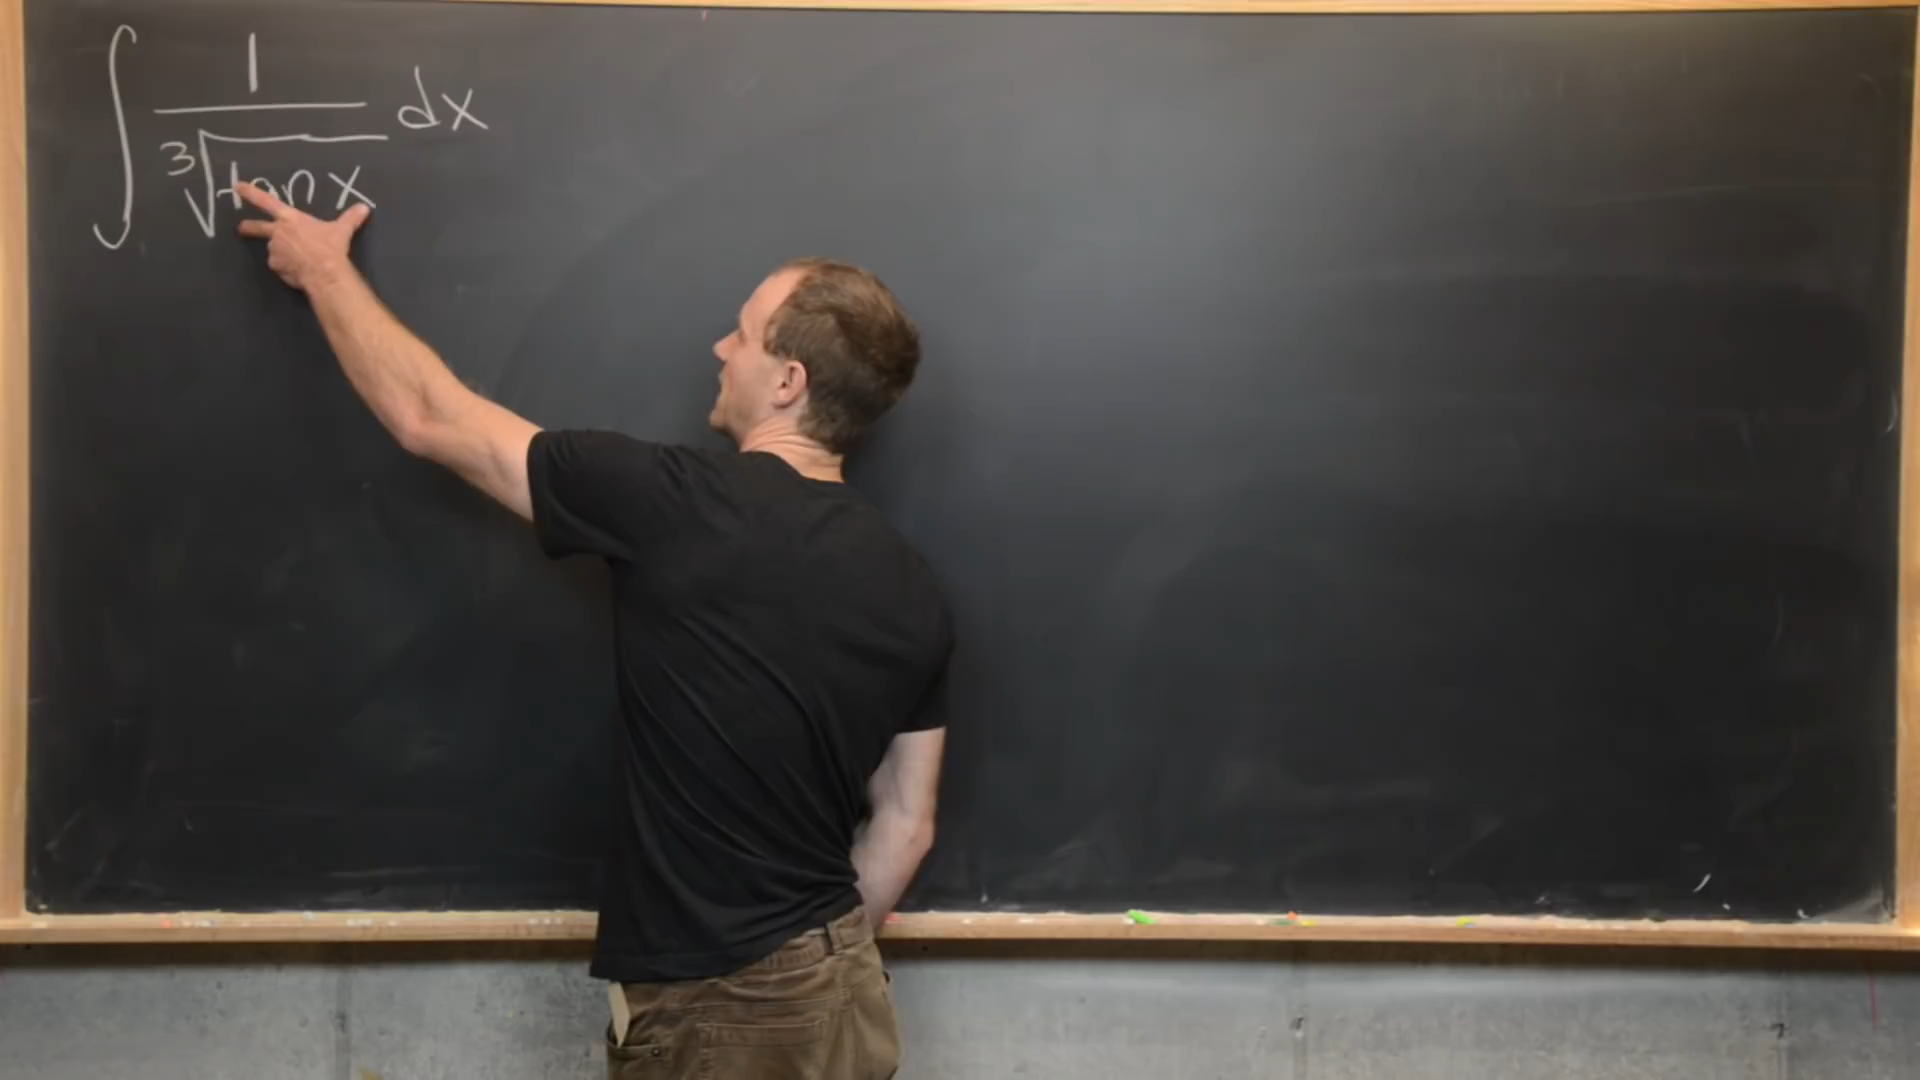 ∫ 1/∛(tan x) dx